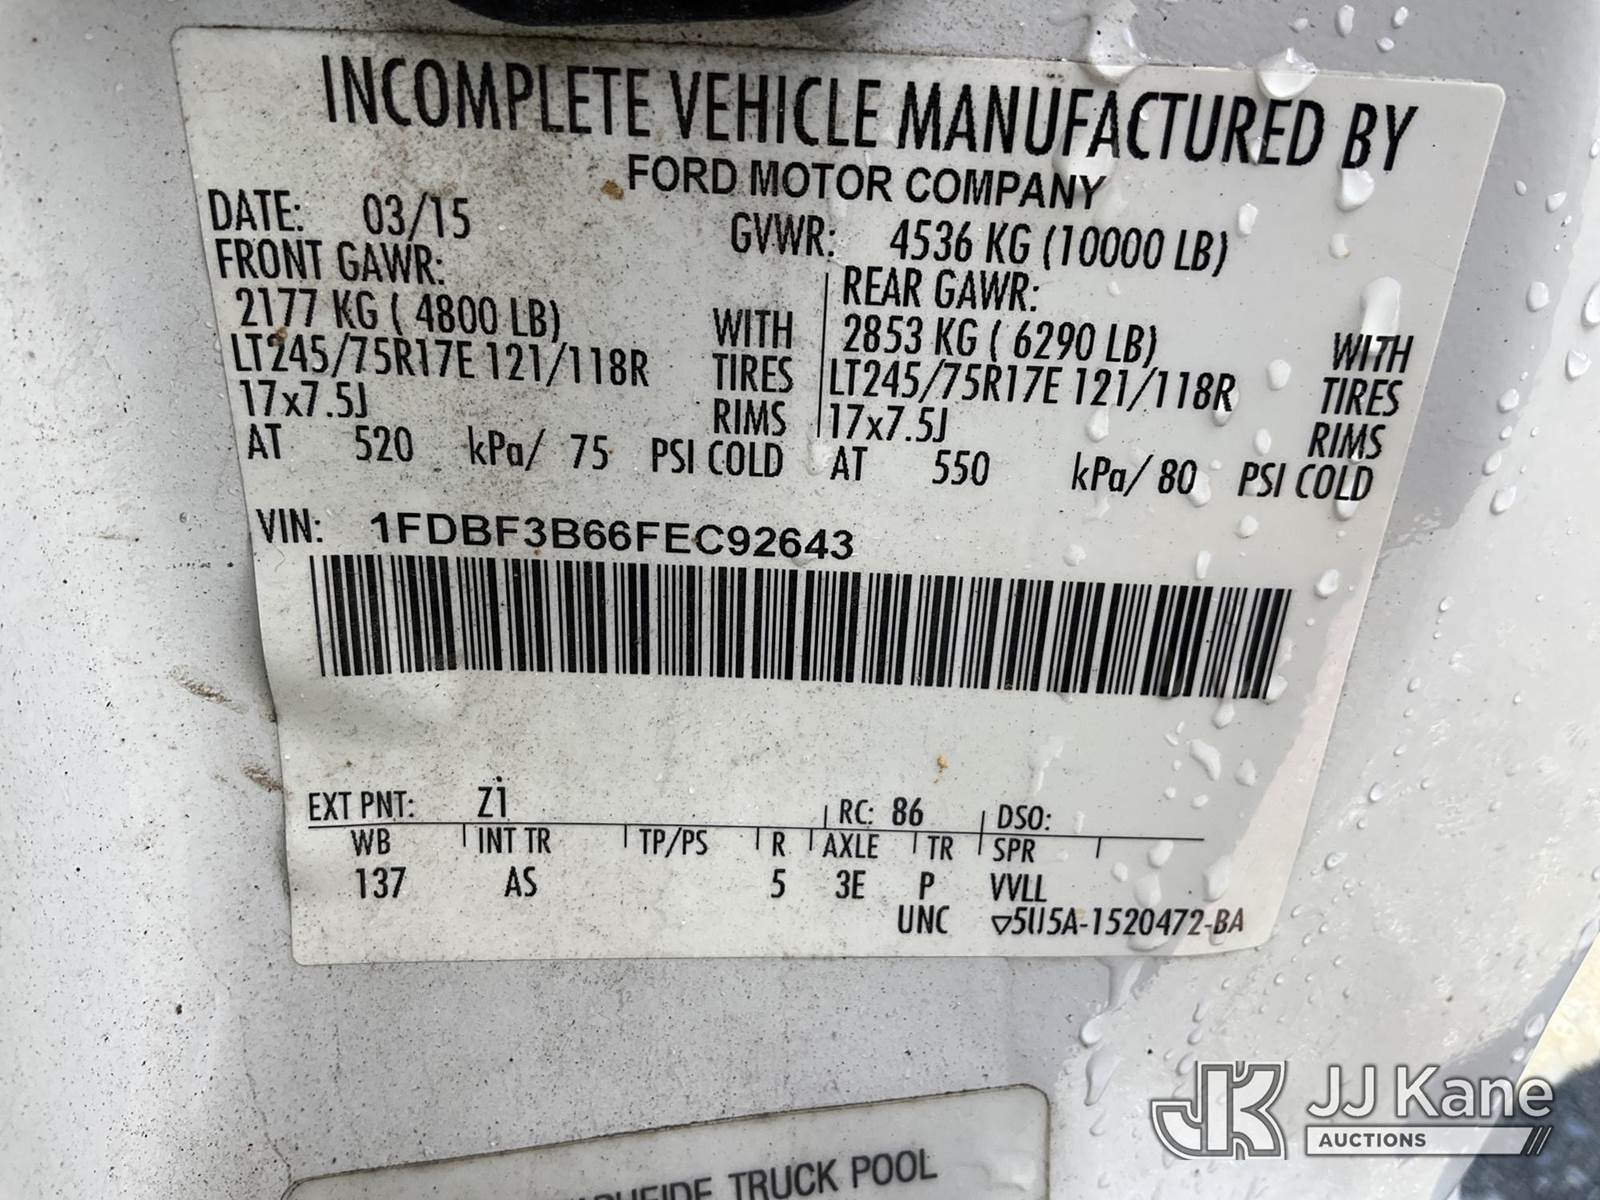 INCOMPLETE VEHICLE MANUFACTURED BY
FORD MOTOR COMPANY
DATE: 03/15 GVWR: 4536 KG (10000 LB)
FRONT GAWR: REAR GAWR:
2177 KG ( 4800 LB) WITH 2853 KG ( 6290 LB) WITH
LT245/75R17E 121/118R TIRES LT245/75R17E 121/118R TIRES
17x7.5J RIMS 17x7.5J RIMS
AT 520 kPa/ 75 PSI COLD AT 550 kPa/ 80 PSI COLD
VIN: 1FDBF3B66FEC92643
EXT PNT: Z1 RC: 86 DSO:
WB INT TR TP/PS R AXLE TR SPR
137 AS 5 3E P VVLL
UNC ▽5U5A-1520472-BA
TRUCK POOL
JK JJ Kane
AUCTIONS